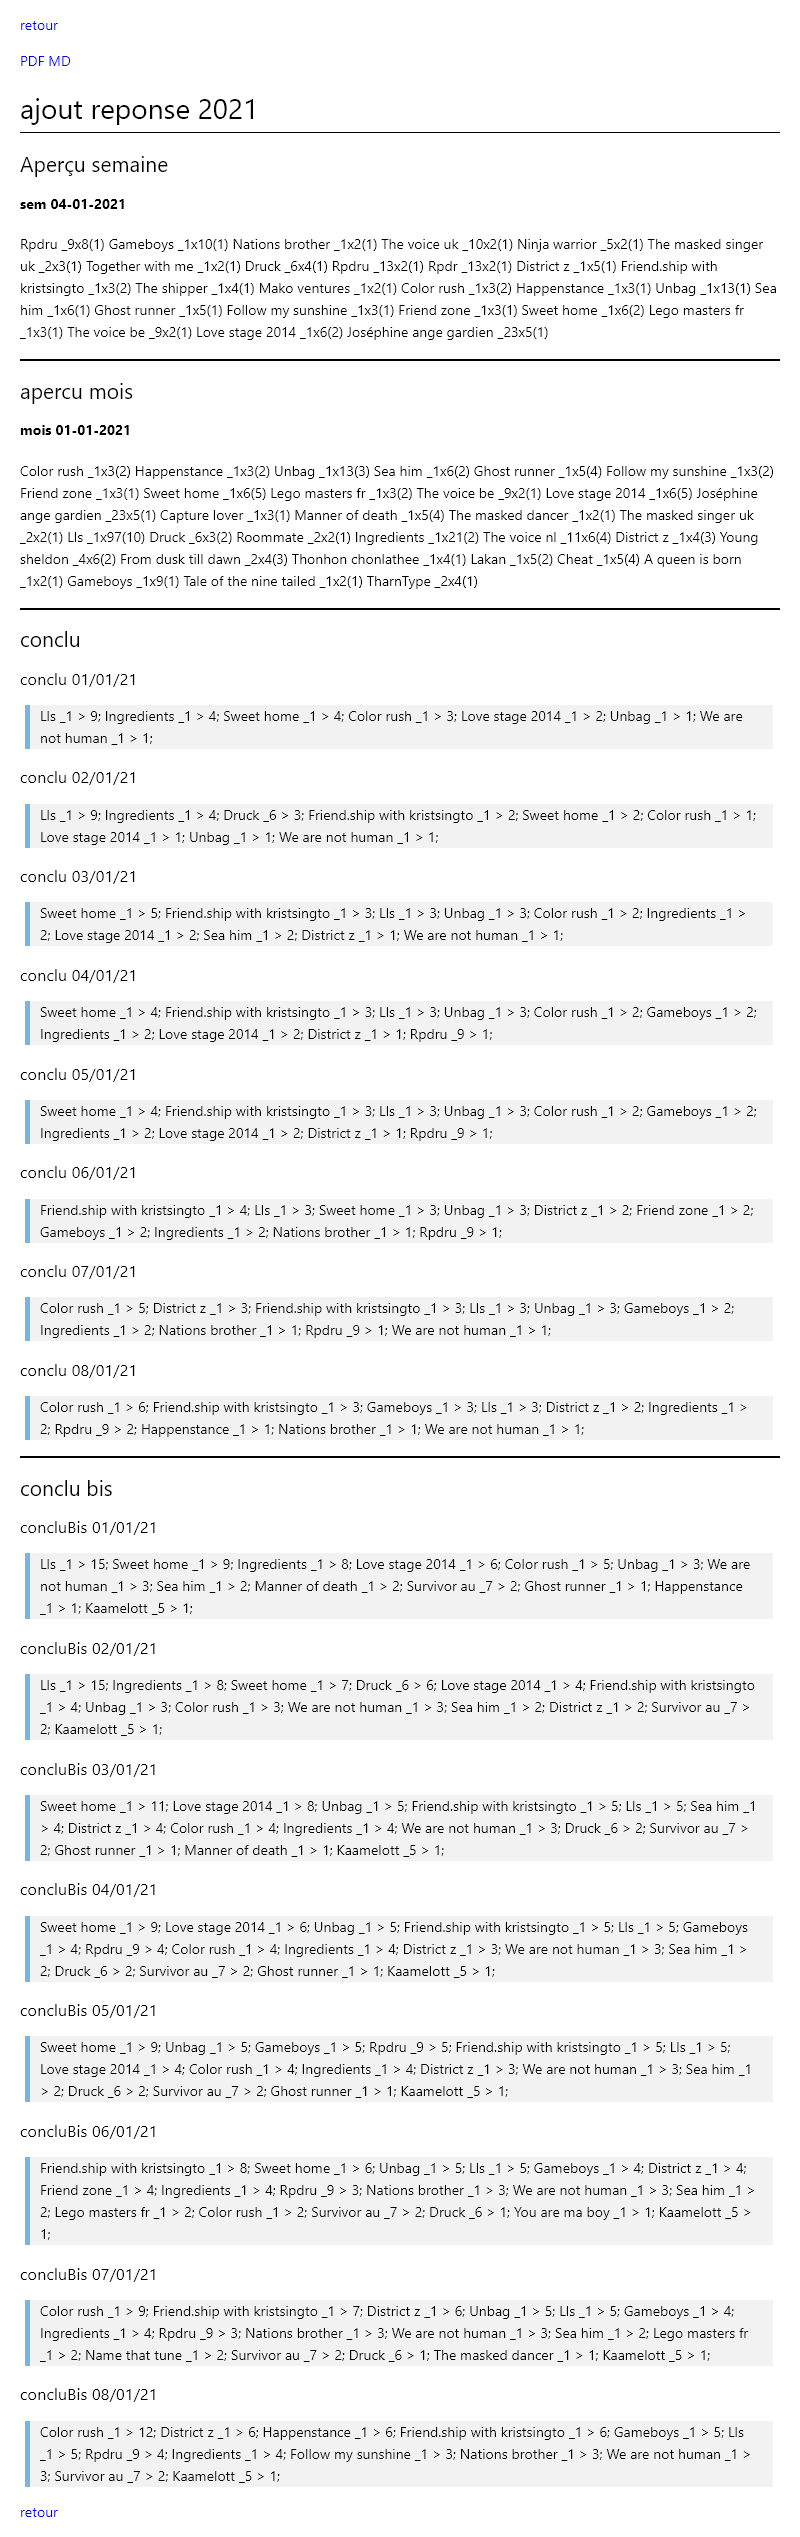 retour
PDF MD
ajout reponse 2021
Aperçu semaine
sem 04-01-2021
Rpdru _9x8(1) Gameboys _1x10(1) Nations brother _1x2(1) The voice uk _10x2(1) Ninja warrior _5x2(1) The masked singer
uk _2x3(1) Together with me _1x2(1) Druck _6x4(1) Rpdru _13x2(1) Rpdr _13x2(1) District z _1x5(1) Friend.ship with
kristsingto _1x3(2) The shipper _1x4(1) Mako ventures _1x2(1) Color rush _1x3(2) Happenstance _1x3(1) Unbag _1x13(1) Sea
him _1x6(1) Ghost runner _1x5(1) Follow my sunshine _1x3(1) Friend zone _1x3(1) Sweet home _1x6(2) Lego masters fr
_1x3(1) The voice be _9x2(1) Love stage 2014 _1x6(2) Joséphine ange gardien _23x5(1)
apercu mois
mois 01-01-2021
Color rush _1x3(2) Happenstance _1x3(2) Unbag _1x13(3) Sea him _1x6(2) Ghost runner _1x5(4) Follow my sunshine _1x3(2)
Friend zone _1x3(1) Sweet home _1x6(5) Lego masters fr _1x3(2) The voice be _9x2(1) Love stage 2014 _1x6(5) Joséphine
ange gardien _23x5(1) Capture lover _1x3(1) Manner of death _1x5(4) The masked dancer _1x2(1) The masked singer uk
_2x2(1) Lls _1x97(10) Druck _6x3(2) Roommate _2x2(1) Ingredients _1x21(2) The voice nl _11x6(4) District z _1x4(3) Young
sheldon _4x6(2) From dusk till dawn _2x4(3) Thonhon chonlathee _1x4(1) Lakan _1x5(2) Cheat _1x5(4) A queen is born
_1x2(1) Gameboys _1x9(1) Tale of the nine tailed _1x2(1) TharnType _2x4(1)
conclu
conclu 01/01/21
Lls _1 > 9; Ingredients _1 > 4; Sweet home _1 > 4; Color rush _1 > 3; Love stage 2014 _1 > 2; Unbag _1 > 1; We are
not human _1 > 1;
conclu 02/01/21
Lls _1 > 9; Ingredients _1 > 4; Druck _6 > 3; Friend.ship with kristsingto _1 > 2; Sweet home _1 > 2; Color rush _1 > 1;
Love stage 2014 _1 > 1; Unbag _1 > 1; We are not human _1 > 1;
conclu 03/01/21
Sweet home _1 > 5; Friend.ship with kristsingto _1 > 3; Lls _1 > 3; Unbag _1 > 3; Color rush _1 > 2; Ingredients _1 >
2; Love stage 2014 _1 > 2; Sea him _1 > 2; District z _1 > 1; We are not human _1 > 1;
conclu 04/01/21
Sweet home _1 > 4; Friend.ship with kristsingto _1 > 3; Lls _1 > 3; Unbag _1 > 3; Color rush _1 > 2; Gameboys _1 > 2;
Ingredients _1 > 2; Love stage 2014 _1 > 2; District z _1 > 1; Rpdru _9 > 1;
conclu 05/01/21
Sweet home _1 > 4; Friend.ship with kristsingto _1 > 3; Lls _1 > 3; Unbag _1 > 3; Color rush _1 > 2; Gameboys _1 > 2;
Ingredients _1 > 2; Love stage 2014 _1 > 2; District z _1 > 1; Rpdru _9 > 1;
conclu 06/01/21
Friend.ship with kristsingto _1 > 4; Lls _1 > 3; Sweet home _1 > 3; Unbag _1 > 3; District z _1 > 2; Friend zone _1 > 2;
Gameboys _1 > 2; Ingredients _1 > 2; Nations brother _1 > 1; Rpdru _9 > 1;
conclu 07/01/21
Color rush _1 > 5; District z _1 > 3; Friend.ship with kristsingto _1 > 3; Lls _1 > 3; Unbag _1 > 3; Gameboys _1 > 2;
Ingredients _1 > 2; Nations brother _1 > 1; Rpdru _9 > 1; We are not human _1 > 1;
conclu 08/01/21
Color rush _1 > 6; Friend.ship with kristsingto _1 > 3; Gameboys _1 > 3; Lls _1 > 3; District z _1 > 2; Ingredients _1 >
2; Rpdru _9 > 2; Happenstance _1 > 1; Nations brother _1 > 1; We are not human _1 > 1;
conclu bis
concluBis 01/01/21
Lls _1 > 15; Sweet home _1 > 9; Ingredients _1 > 8; Love stage 2014 _1 > 6; Color rush _1 > 5; Unbag _1 > 3; We are
not human _1 > 3; Sea him _1 > 2; Manner of death _1 > 2; Survivor au _7 > 2; Ghost runner _1 > 1; Happenstance
_1 > 1; Kaamelott _5 > 1;
concluBis 02/01/21
Lls _1 > 15; Ingredients _1 > 8; Sweet home _1 > 7; Druck _6 > 6; Love stage 2014 _1 > 4; Friend.ship with kristsingto
_1 > 4; Unbag _1 > 3; Color rush _1 > 3; We are not human _1 > 3; Sea him _1 > 2; District z _1 > 2; Survivor au _7 >
2; Kaamelott _5 > 1;
concluBis 03/01/21
Sweet home _1 > 11; Love stage 2014 _1 > 8; Unbag _1 > 5; Friend.ship with kristsingto _1 > 5; Lls _1 > 5; Sea him _1
> 4; District z _1 > 4; Color rush _1 > 4; Ingredients _1 > 4; We are not human _1 > 3; Druck _6 > 2; Survivor au _7 >
2; Ghost runner _1 > 1; Manner of death _1 > 1; Kaamelott _5 > 1;
concluBis 04/01/21
Sweet home _1 > 9; Love stage 2014 _1 > 6; Unbag _1 > 5; Friend.ship with kristsingto _1 > 5; Lls _1 > 5; Gameboys
_1 > 4; Rpdru _9 > 4; Color rush _1 > 4; Ingredients _1 > 4; District z _1 > 3; We are not human _1 > 3; Sea him _1 >
2; Druck _6 > 2; Survivor au _7 > 2; Ghost runner _1 > 1; Kaamelott _5 > 1;
concluBis 05/01/21
Sweet home _1 > 9; Unbag _1 > 5; Gameboys _1 > 5; Rpdru _9 > 5; Friend.ship with kristsingto _1 > 5; Lls _1 > 5;
Love stage 2014 _1 > 4; Color rush _1 > 4; Ingredients _1 > 4; District z _1 > 3; We are not human _1 > 3; Sea him _1
> 2; Druck _6 > 2; Survivor au _7 > 2; Ghost runner _1 > 1; Kaamelott _5 > 1;
concluBis 06/01/21
Friend.ship with kristsingto _1 > 8; Sweet home _1 > 6; Unbag _1 > 5; Lls _1 > 5; Gameboys _1 > 4; District z _1 > 4;
Friend zone _1 > 4; Ingredients _1 > 4; Rpdru _9 > 3; Nations brother _1 > 3; We are not human _1 > 3; Sea him _1 >
2; Lego masters fr _1 > 2; Color rush _1 > 2; Survivor au _7 > 2; Druck _6 > 1; You are ma boy _1 > 1; Kaamelott _5 >
1;
concluBis 07/01/21
Color rush _1 > 9; Friend.ship with kristsingto _1 > 7; District z _1 > 6; Unbag _1 > 5; Lls _1 > 5; Gameboys _1 > 4;
Ingredients _1 > 4; Rpdru _9 > 3; Nations brother _1 > 3; We are not human _1 > 3; Sea him _1 > 2; Lego masters fr
_1 > 2; Name that tune _1 > 2; Survivor au _7 > 2; Druck _6 > 1; The masked dancer _1 > 1; Kaamelott _5 > 1;
concluBis 08/01/21
Color rush _1 > 12; District z _1 > 6; Happenstance _1 > 6; Friend.ship with kristsingto _1 > 6; Gameboys _1 > 5; Lls
_1 > 5; Rpdru _9 > 4; Ingredients _1 > 4; Follow my sunshine _1 > 3; Nations brother _1 > 3; We are not human _1 >
3; Survivor au _7 > 2; Kaamelott _5 > 1;
retour